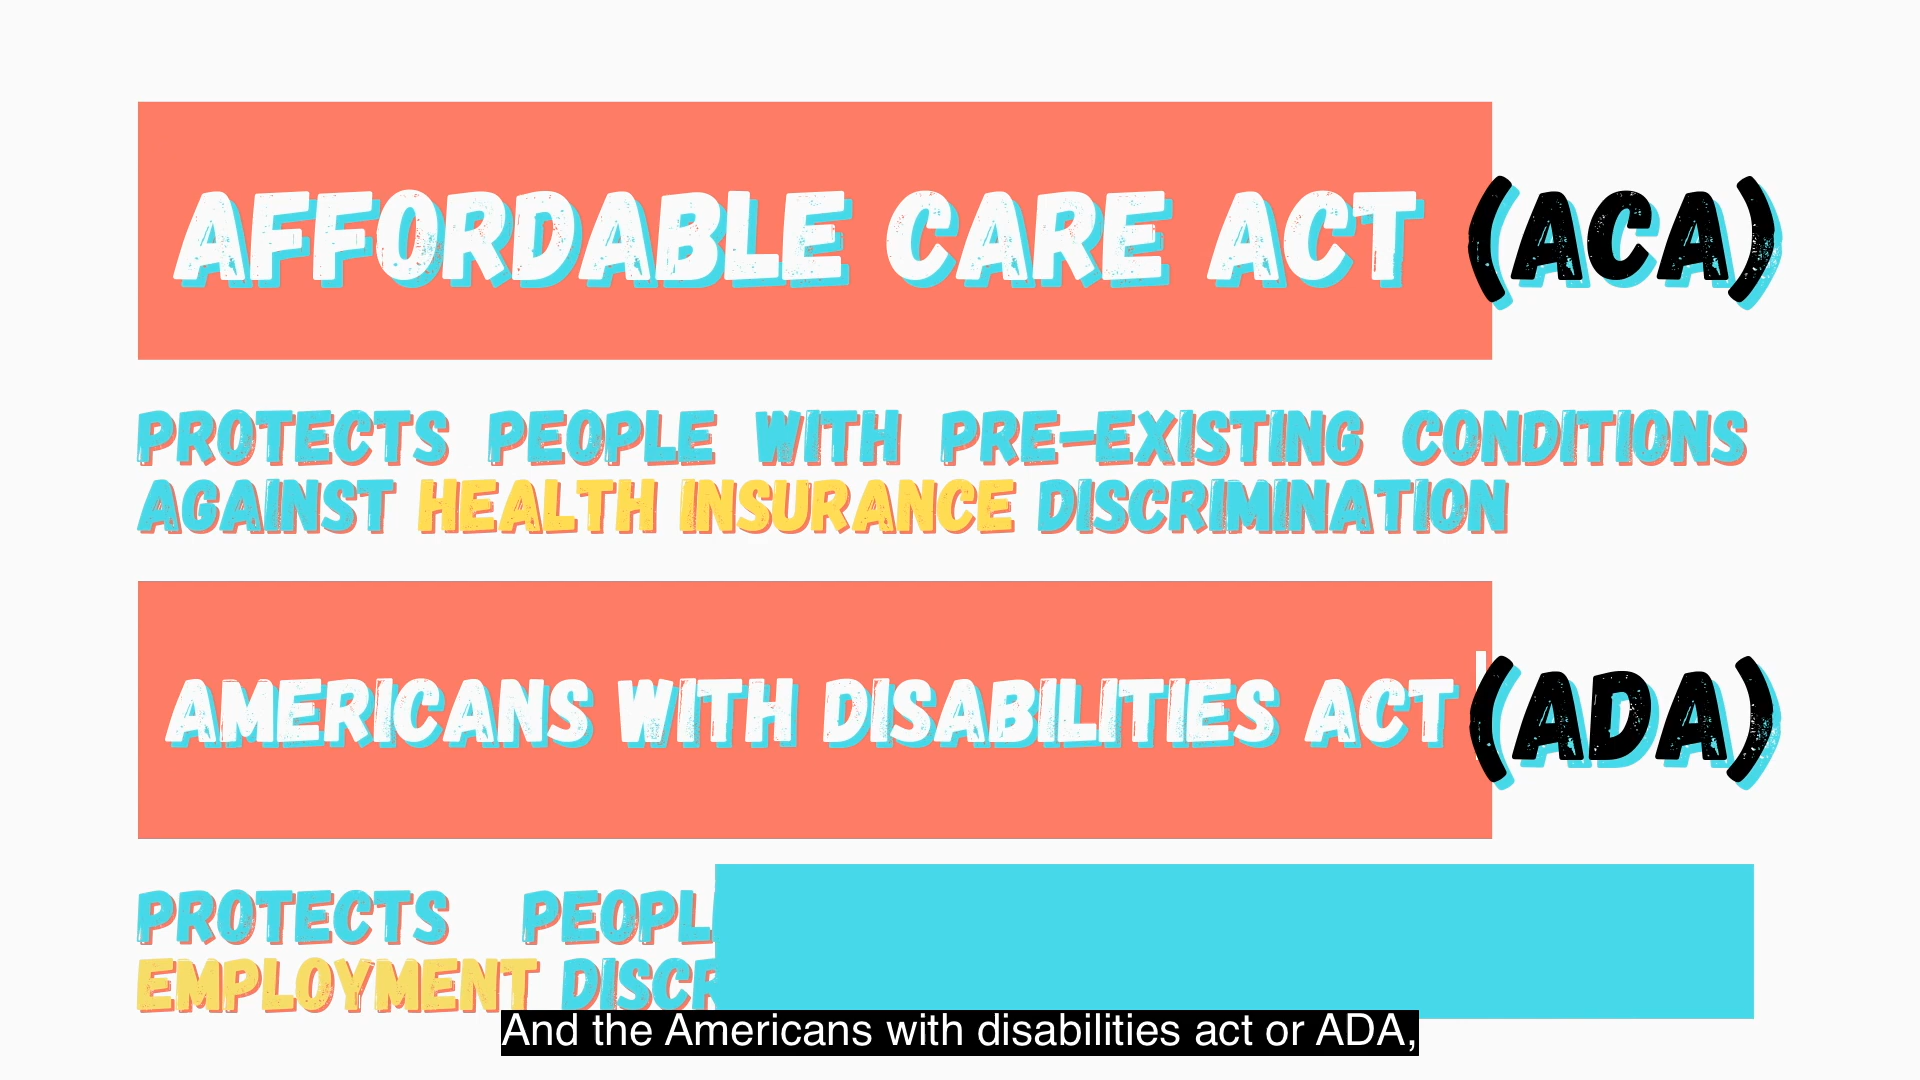 AFFORDABLE CARE ACT (ACA)
PROTECTS PEOPLE WITH PRE-EXISTING CONDITIONS
AGAINST HEALTH INSURANCE DISCRIMINATION
AMERICANS WITH DISABILITIES ACT (ADA)
PROTECTS
EMPLOYMENT
And the Americans with disabilities act or ADA,